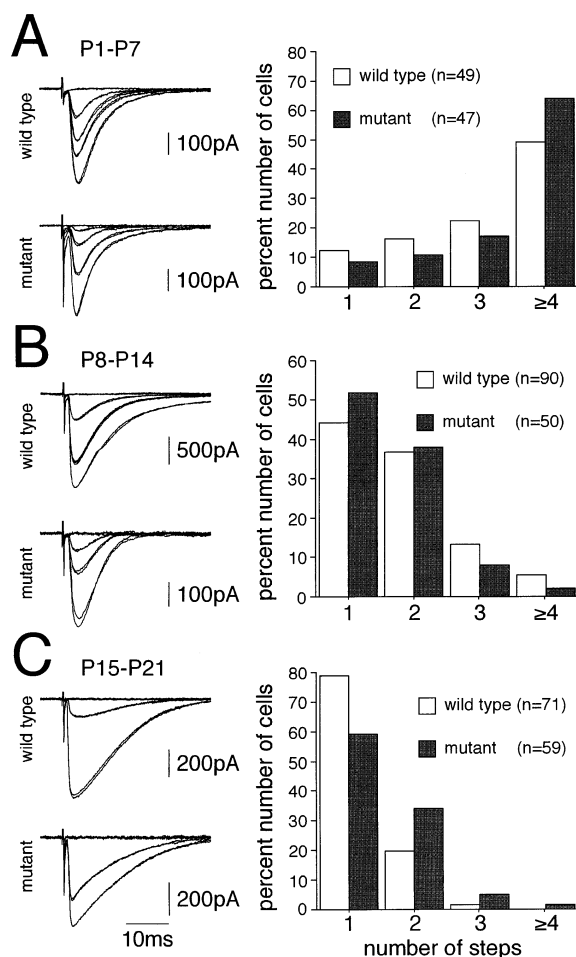 A
P1-P7
wild type
100pA
mutant
100pA
percent number of cells
80
70
60
50
40
30
20
10
0
wild type (n=49)
mutant (n=47)
1 2 3 ≥4
B
P8-P14
wild type
500pA
mutant
100pA
percent number of cells
60
50
40
30
20
10
0
wild type (n=90)
mutant (n=50)
1 2 3 ≥4
C
P15-P21
wild type
200pA
mutant
200pA
10ms
percent number of cells
80
70
60
50
40
30
20
10
0
wild type (n=71)
mutant (n=59)
1 2 3 ≥4
number of steps